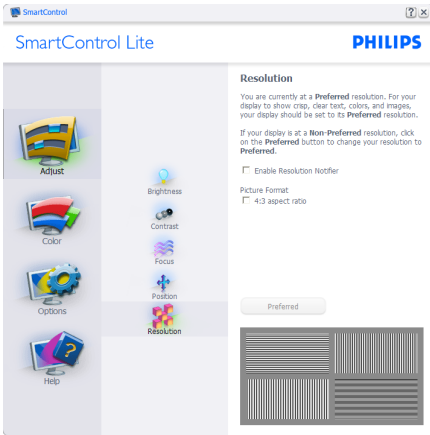 SmartControl
SmartControl Lite
PHILIPS
Adjust
Color
Options
Help
Brightness
Contrast
Focus
Position
Resolution
Resolution
You are currently at a Preferred resolution. For your
display to show crisp, clear text, colors, and images,
your display should be set to its Preferred resolution.
If your display is at a Non-Preferred resolution, click
on the Preferred button to change your resolution to
Preferred.
Enable Resolution Notifier
Picture Format
4:3 aspect ratio
Preferred